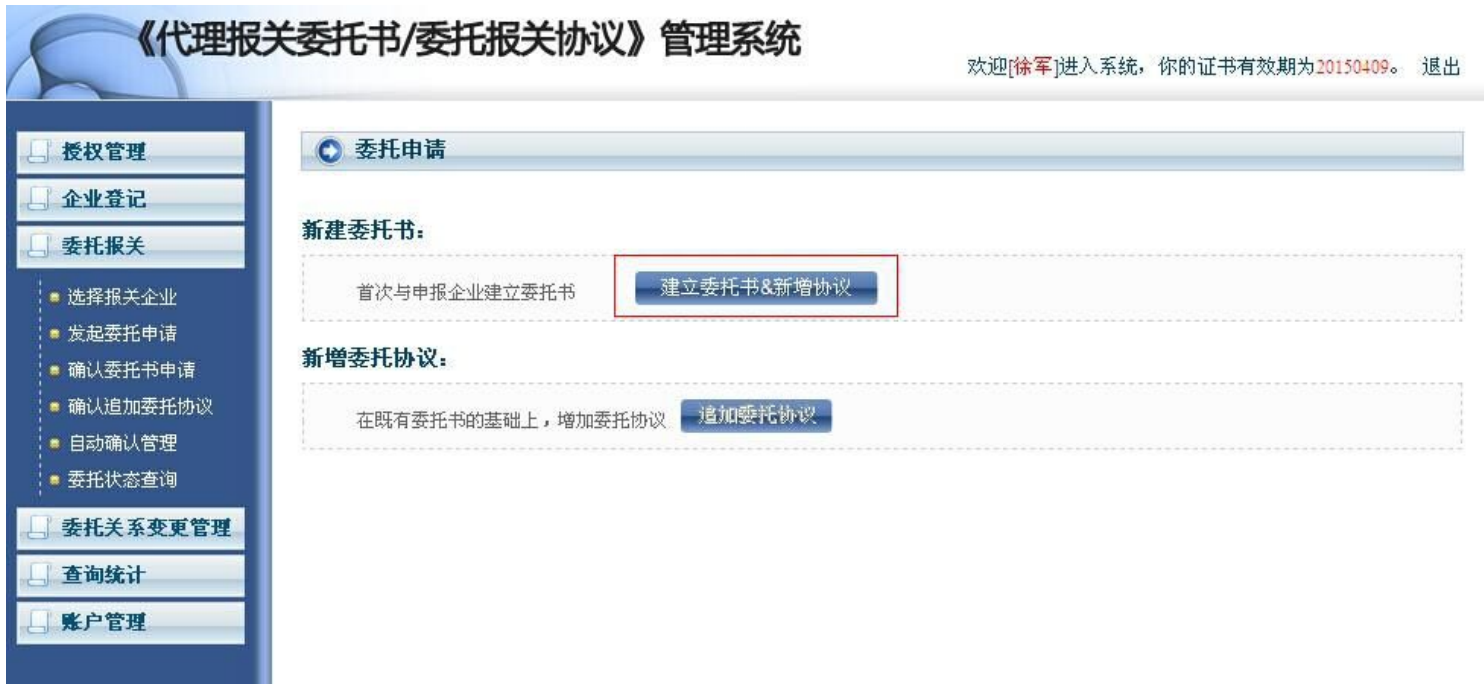 《代理报关委托书/委托报关协议》管理系统
欢迎[徐军]进入系统，你的证书有效期为20150409。 退出
授权管理
企业登记
委托报关
选择报关企业
发起委托申请
确认委托书申请
确认追加委托协议
自动确认管理
委托状态查询
委托关系变更管理
查询统计
账户管理
委托申请
新建委托书：
首次与申报企业建立委托书 建立委托书&新增协议
新增委托协议：
在既有委托书的基础上，增加委托协议 追加委托协议